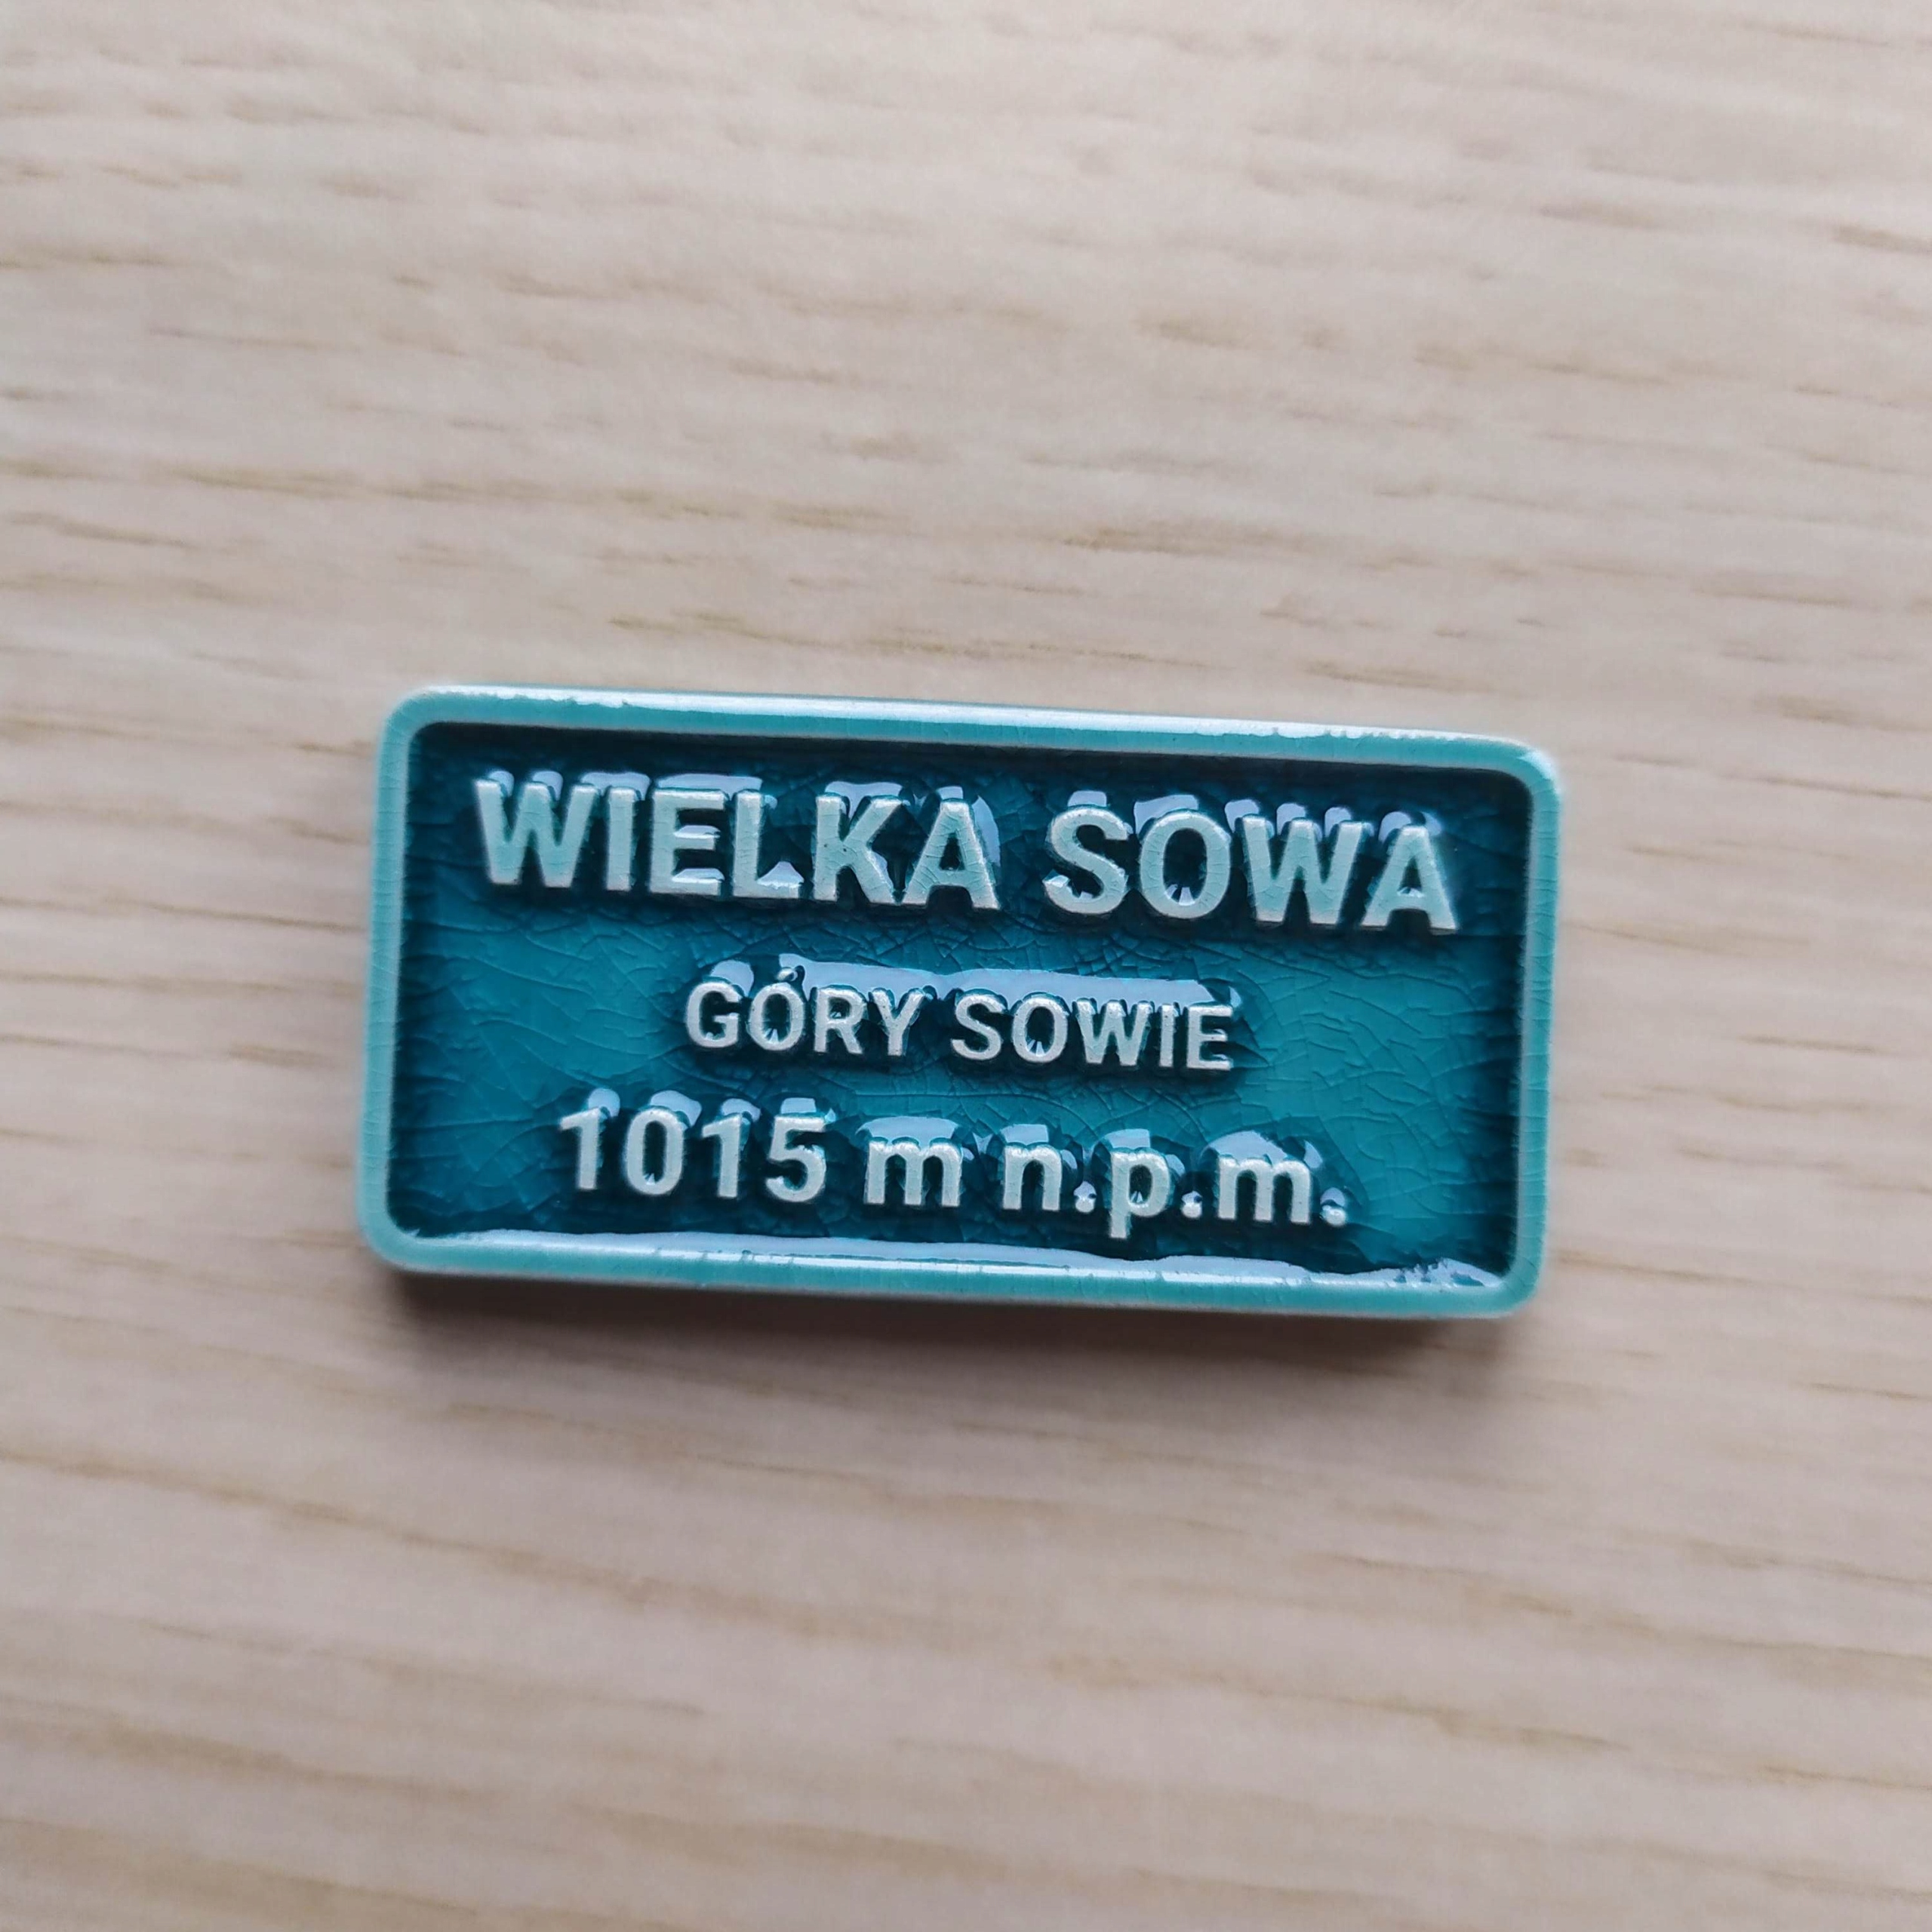 WIELKA SOWA
GÓRY SOWIE
1015 m n.p.m.